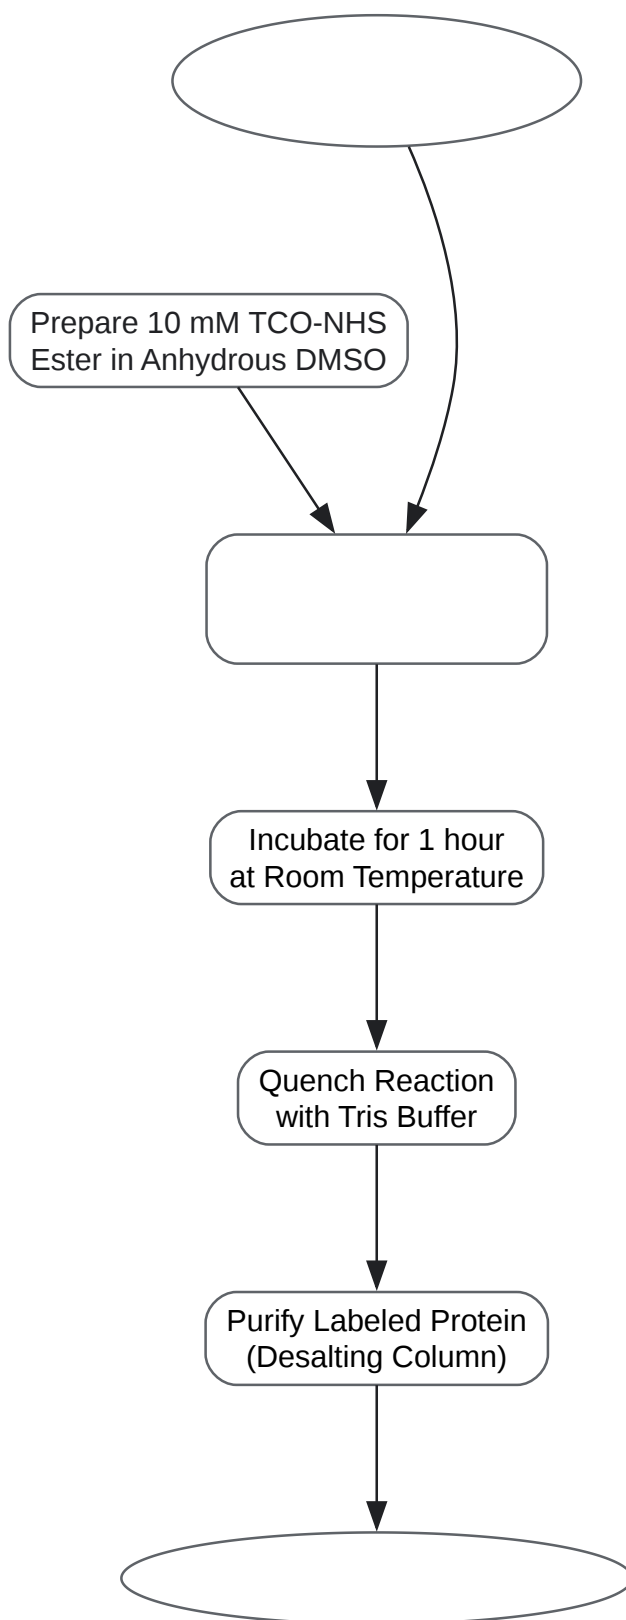 Prepare 10 mM TCO-NHS
Ester in Anhydrous DMSO
Incubate for 1 hour
at Room Temperature
Quench Reaction
with Tris Buffer
Purify Labeled Protein
(Desalting Column)